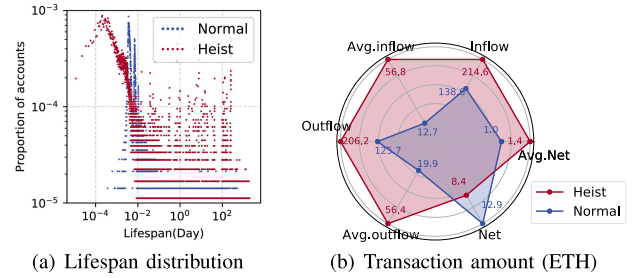 10⁻³
10⁻⁴
10⁻⁵
Proportion of accounts
Normal
Heist
10⁻⁴
10⁻²
10⁰
10²
Lifespan(Day)
(a) Lifespan distribution
Avg.inflow
Inflow
56,8
214,6
138,6
Outflow
206,2
125,7
12.7
1.0
1,4
Avg.Net
19.9
8,4
56,4
12.9
Avg.outflow
Net
Heist
Normal
(b) Transaction amount (ETH)